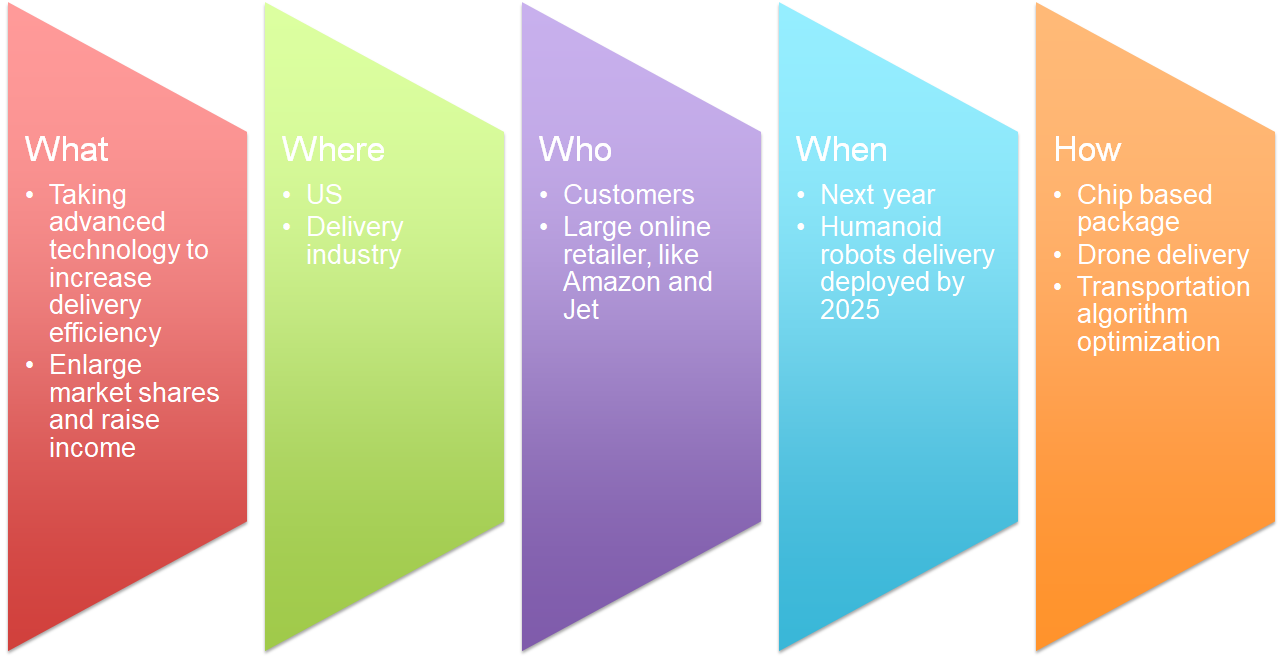 What
• Taking
advanced
technology to
increase
delivery
efficiency
• Enlarge
market shares
and raise
income
Where
• US
• Delivery
industry
Who
• Customers
• Large online
retailer, like
Amazon and
Jet
When
• Next year
• Humanoid
robots delivery
deployed by
2025
How
• Chip based
package
• Drone delivery
• Transportation
algorithm
optimization